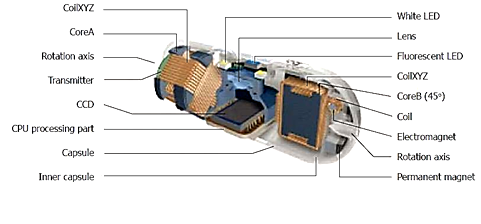 CoilXYZ
CoreA
Rotation axis
Transmitter
CCD
CPU processing part
Capsule
Inner capsule
White LED
Lens
Fluorescent LED
CoilXYZ
CoreB (45°)
Coil
Electromagnet
Rotation axis
Permanent magnet